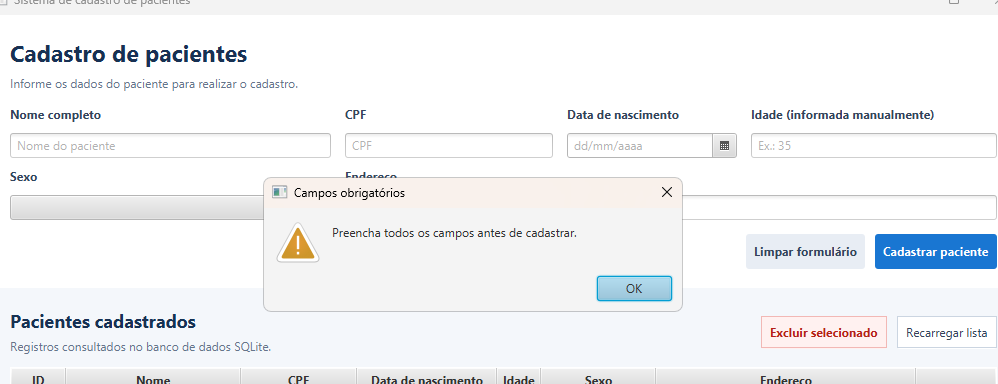 Sistema de cadastro de pacientes
Cadastro de pacientes
Informe os dados do paciente para realizar o cadastro.
Nome completo CPF Data de nascimento Idade (informada manualmente)
Nome do paciente CPF dd/mm/aaaa Ex.: 35
Sexo Endereço
Campos obrigatórios
Preencha todos os campos antes de cadastrar.
OK
Limpar formulário Cadastrar paciente
Pacientes cadastrados
Excluir selecionado Recarregar lista
Registros consultados no banco de dados SQLite.
ID Nome CPF Data de nascimento Idade Sexo Endereço